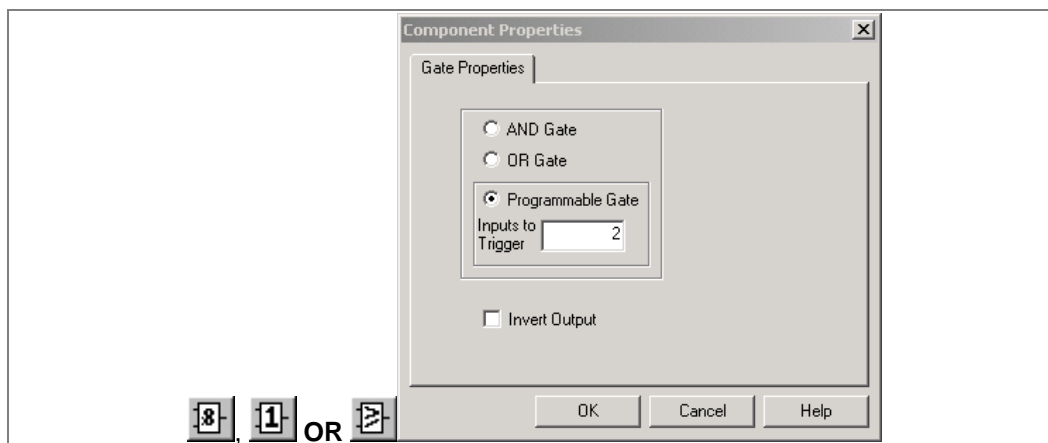 Component Properties
Gate Properties
AND Gate
OR Gate
Programmable Gate
Inputs to
Trigger
2
Invert Output
OK Cancel Help
8, 1 OR >